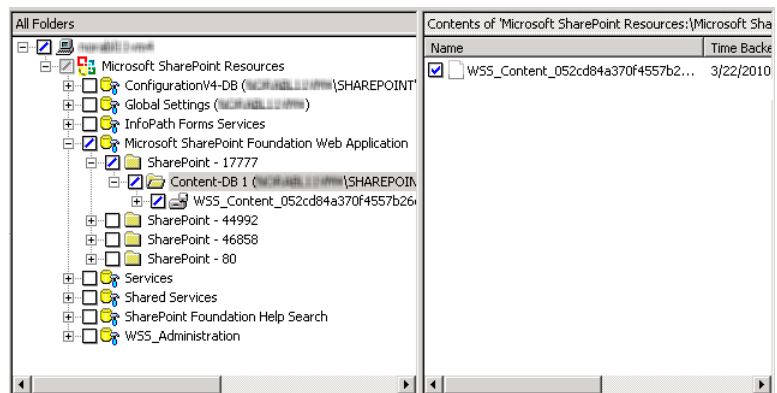 All Folders
Microsoft SharePoint Resources
ConfigurationV4-DB ( \SHAREPOINT
Global Settings ( )
InfoPath Forms Services
Microsoft SharePoint Foundation Web Application
SharePoint - 17777
Content-DB 1 ( \SHAREPOIN
WSS_Content_052cd84a370f4557b26
SharePoint - 44992
SharePoint - 46858
SharePoint - 80
Services
Shared Services
SharePoint Foundation Help Search
WSS_Administration
Contents of 'Microsoft SharePoint Resources:\Microsoft Sha
Name Time Backe
WSS_Content_052cd84a370f4557b2... 3/22/2010